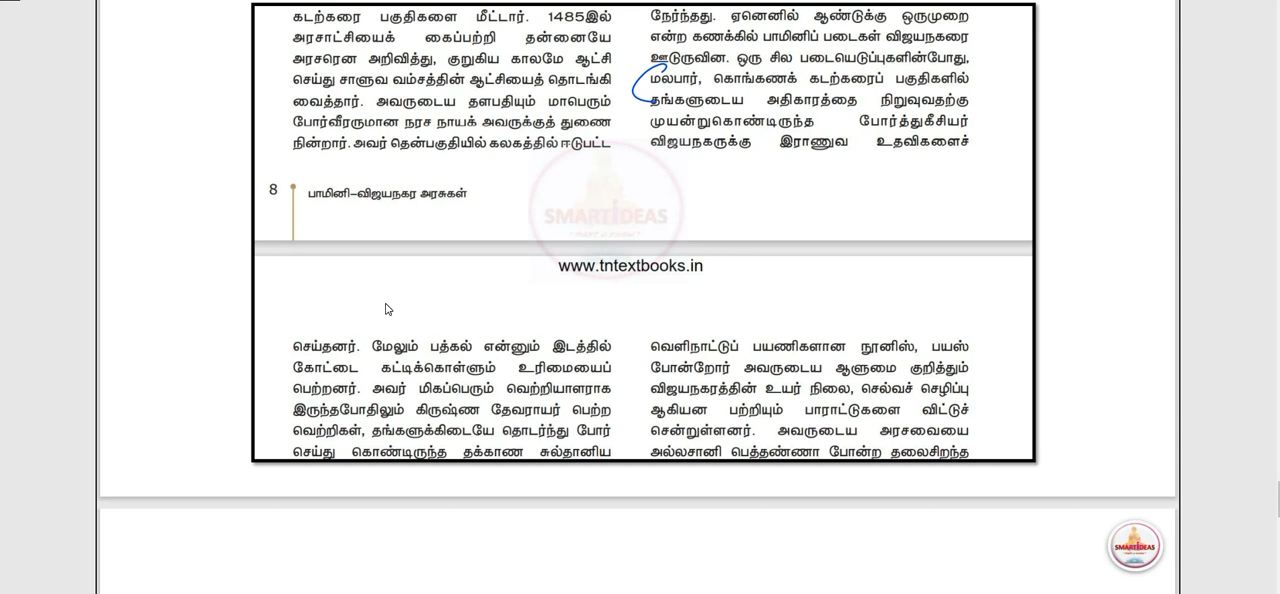 கடற்கரை பகுதிகளை மீட்டார். 1485இல்
அரசாட்சியைக் கைப்பற்றி தன்னையே
அரசரென அறிவித்து, குறுகிய காலமே ஆட்சி
செய்து சாளுவ வம்சத்தின் ஆட்சியைத் தொடங்கி
வைத்தார். அவருடைய தளபதியும் மாபெரும்
போர்வீரருமான நரச நாயக் அவருக்குத் துணை
நின்றார். அவர் தென்பகுதியில் கலகத்தில் ஈடுபட்ட
நேர்ந்தது. ஏனெனில் ஆண்டுக்கு ஒருமுறை
என்ற கணக்கில் பாமினிப் படைகள் விஜயநகரை
ஊடுருவின. ஒரு சில படையெடுப்புகளின்போது,
மலபார், கொங்கணக் கடற்கரைப் பகுதிகளில்
தங்களுடைய அதிகாரத்தை நிறுவுவதற்கு
முயன்றுகொண்டிருந்த போர்த்துகீசியர்
விஜயநகருக்கு இராணுவ உதவிகளைச்
8 பாமினி-விஜயநகர அரசுகள்
SMARTIDEAS
www.tntextbooks.in
செய்தனர். மேலும் பத்கல் என்னும் இடத்தில்
கோட்டை கட்டிக்கொள்ளும் உரிமையைப்
பெற்றனர். அவர் மிகப்பெரும் வெற்றியாளராக
இருந்தபோதிலும் கிருஷ்ண தேவராயர் பெற்ற
வெற்றிகள், தங்களுக்கிடையே தொடர்ந்து போர்
செய்து கொண்டிருந்த தக்காண சுல்தானிய
வெளிநாட்டுப் பயணிகளான நூனிஸ், பயஸ்
போன்றோர் அவருடைய ஆளுமை குறித்தும்
விஜயநகரத்தின் உயர் நிலை, செல்வச் செழிப்பு
ஆகியன பற்றியும் பாராட்டுகளை விட்டுச்
சென்றுள்ளனர். அவருடைய அரசவையை
அல்லசானி பெத்தண்ணா போன்ற தலைசிறந்த
SMARTIDEAS